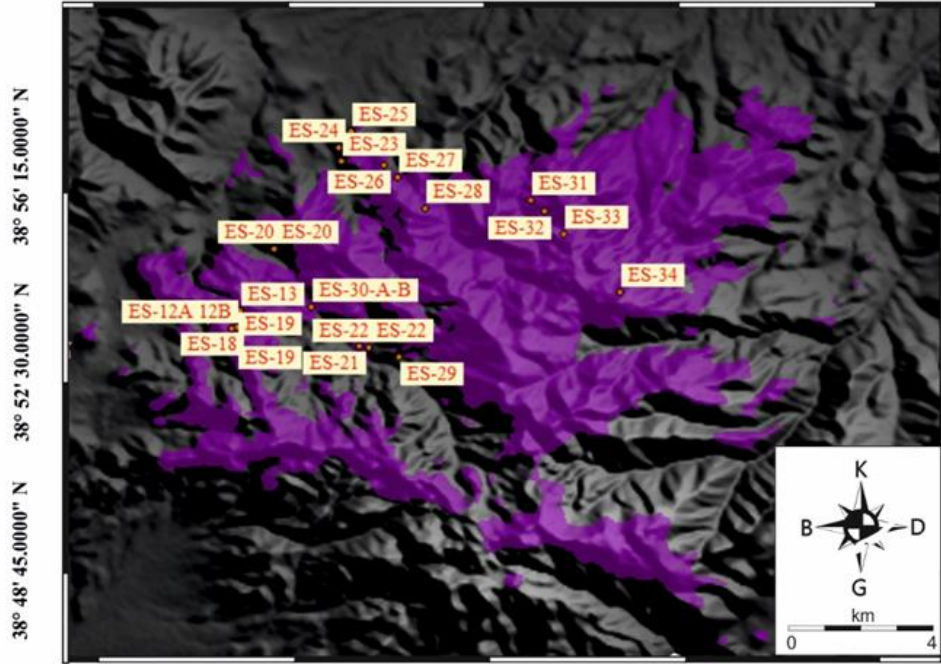 38° 56' 15.0000" N
38° 52' 30.0000" N
38° 48' 45.0000" N
ES-25
ES-24
ES-23
ES-27
ES-26
ES-28
ES-31
ES-32
ES-33
ES-20 ES-20
ES-34
ES-13
ES-30-A-B
ES-12A 12B
ES-19
ES-22 ES-22
ES-18
ES-19
ES-21
ES-29
K
B D
G
km
0 4